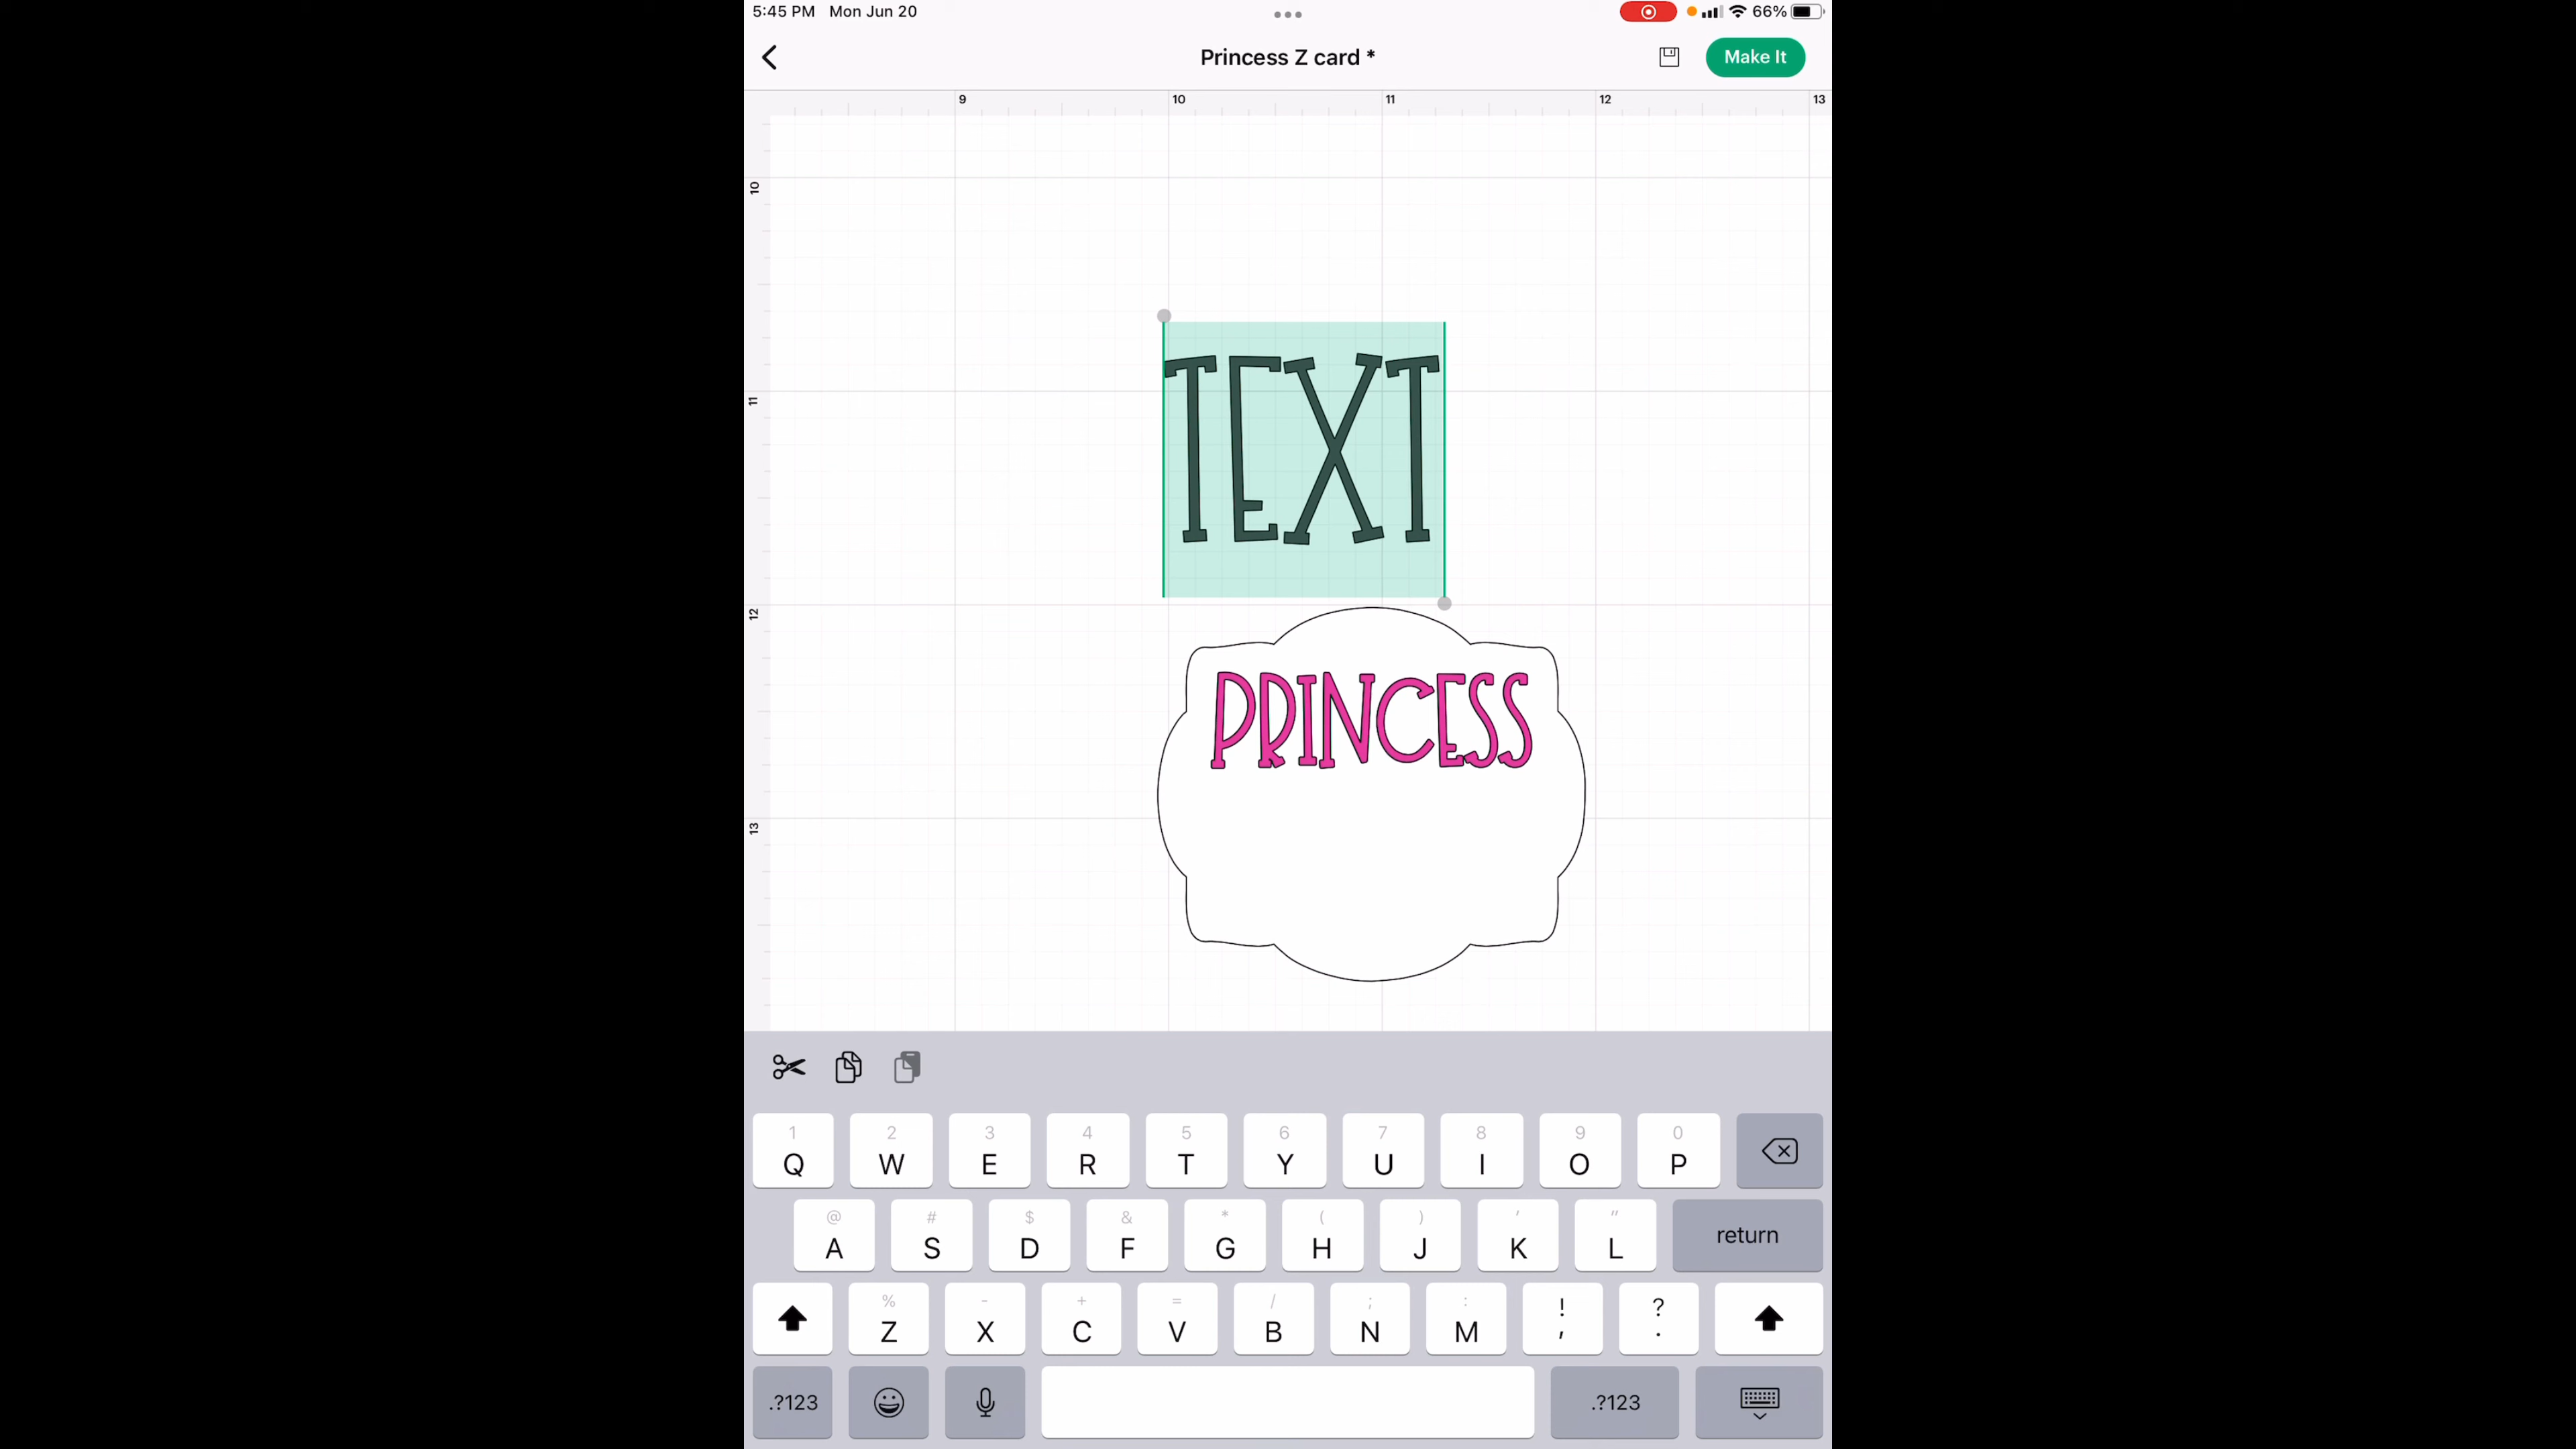 5:45 PM Mon Jun 20
66%
Princess Z card *
Make It
9 10 11 12 13
10
11
12
13
TEXT
PRINCESS
1 2 3 4 5 6 7 8 9 0
Q W E R T Y U I O P
@ # $ & * ( ) ' "
A S D F G H J K L return
% - + = / ; : ! ?
Z X C V B N M , .
.?123 .?123